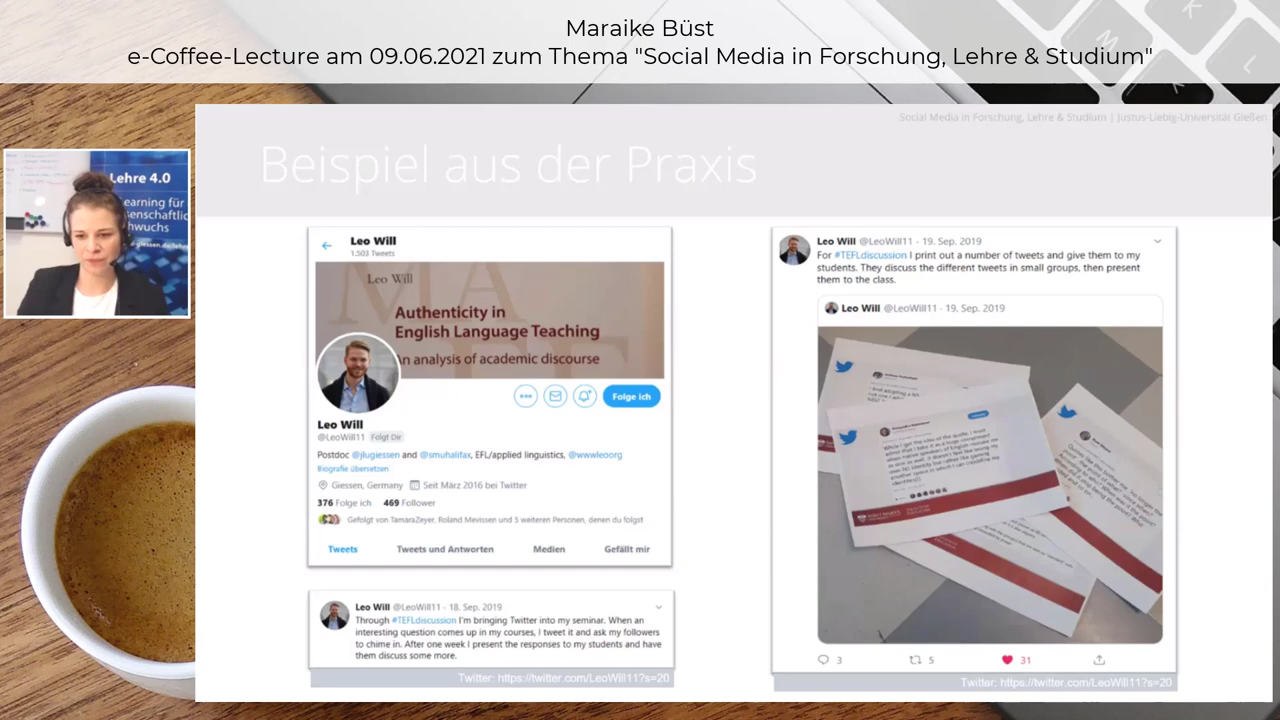 Maraike Büst
e-Coffee-Lecture am 09.06.2021 zum Thema "Social Media in Forschung, Lehre & Studium"
Social Media in Forschung, Lehre & Studium | Justus-Liebig-Universität Gießen
Beispiel aus der Praxis
Lehre 4.0
earning für
enschaftlic
hwuchs
Leo Will
1.503 Tweets
Leo Will
Authenticity in
English Language Teaching
An analysis of academic discourse
Folge ich
Leo Will
@LeoWill11 Folgt Dir
Postdoc @jlugiessen and @smuhalifax, EFL/applied linguistics, @wwwleoorg
Biografie übersetzen
Giessen, Germany Seit März 2016 bei Twitter
376 Folge ich 469 Follower
Gefolgt von TamaraZeyer, Roland Mevissen und 5 weiteren Personen, denen du folgst
Tweets Tweets und Antworten Medien Gefällt mir
Leo Will @LeoWill11 · 18. Sep. 2019
Through #TEFLdiscussion I'm bringing Twitter into my seminar. When an
interesting question comes up in my courses, I tweet it and ask my followers
to chime in. After one week I present the responses to my students and have
them discuss some more.
Twitter: https://twitter.com/LeoWill11?s=20
Leo Will @LeoWill11 · 19. Sep. 2019
For #TEFLdiscussion I print out a number of tweets and give them to my
students. They discuss the different tweets in small groups, then present
them to the class.
Leo Will @LeoWill11 · 19. Sep. 2019
3 5 31
Twitter: https://twitter.com/LeoWill11?s=20